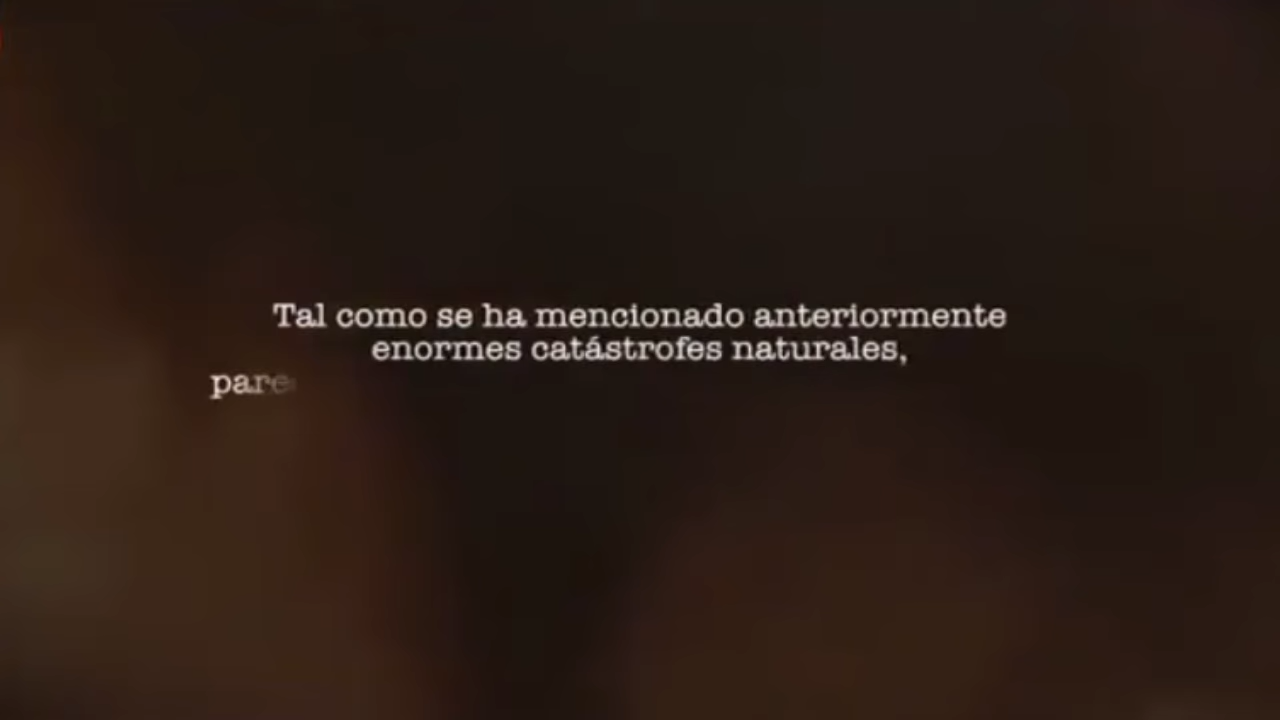 Tal como se ha mencionado anteriormente
enormes catástrofes naturales,